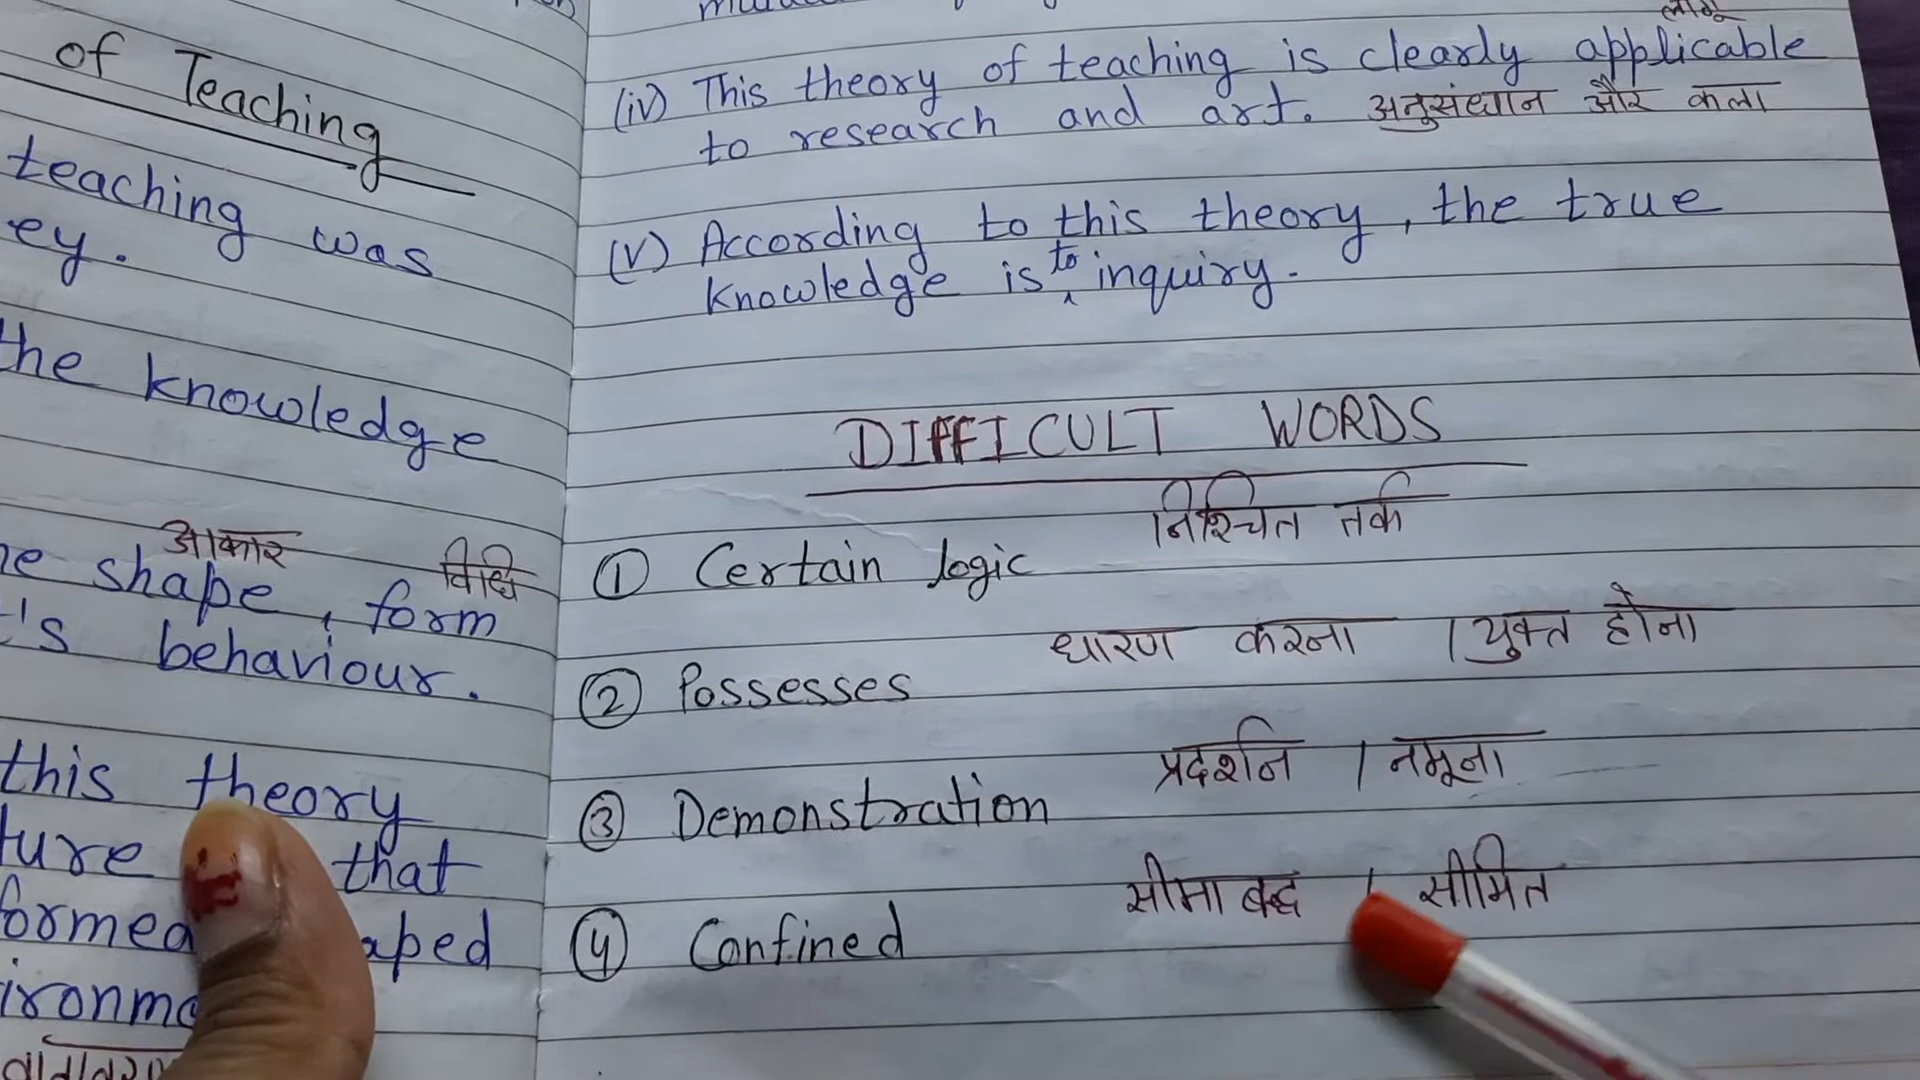 of Teaching
teaching was
ey.
the knowledge
आकार विधि
shape, form
's behaviour.
this theory
ture that
formed aped
(iv) This theory of teaching is clearly applicable लागू
to research and art. अनुसंधान और कला
(v) According to this theory, the true
knowledge is to inquiry.
DIFFICULT WORDS
निश्चित तर्क
① Certain logic
धारण करना / युक्त होना
② Possesses
प्रदर्शन / नमूना
③ Demonstration
सीमा बद्ध / सीमित
④ Confined